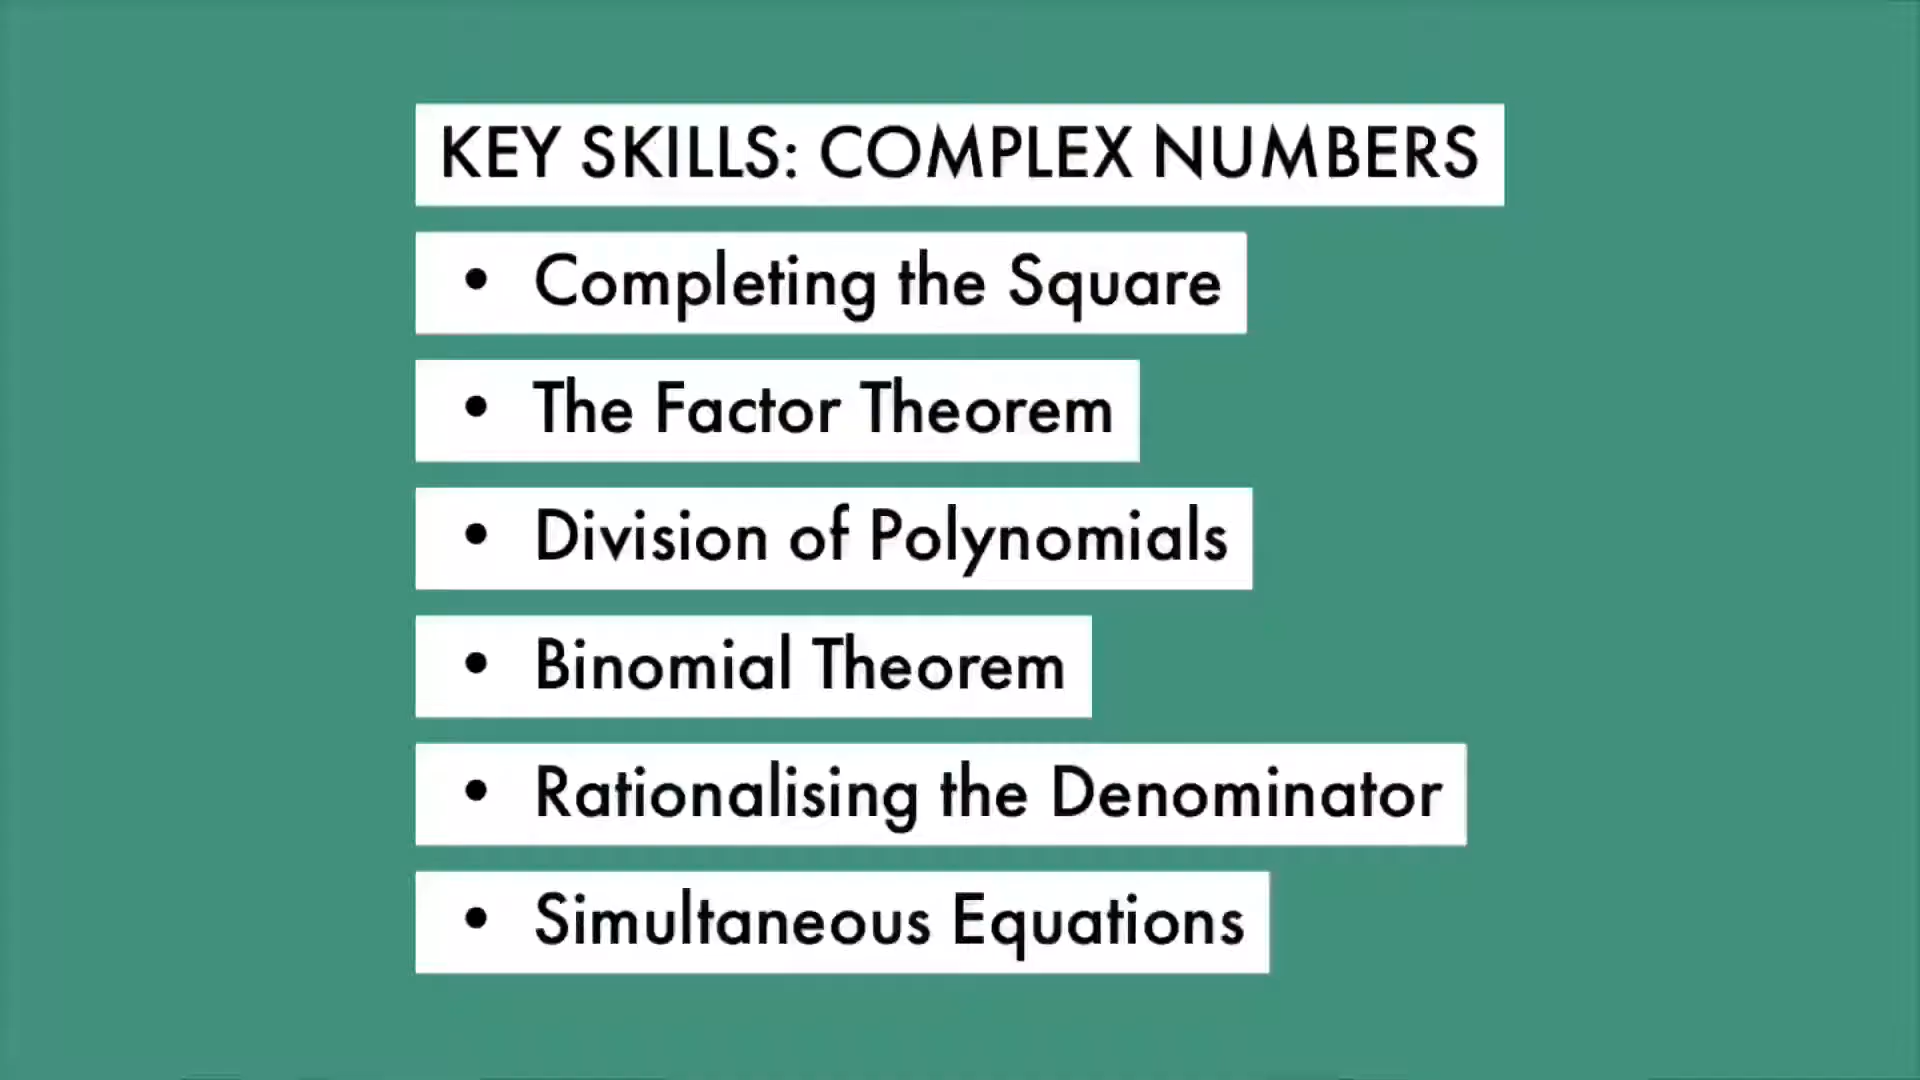 KEY SKILLS: COMPLEX NUMBERS
• Completing the Square
• The Factor Theorem
• Division of Polynomials
• Binomial Theorem
• Rationalising the Denominator
• Simultaneous Equations